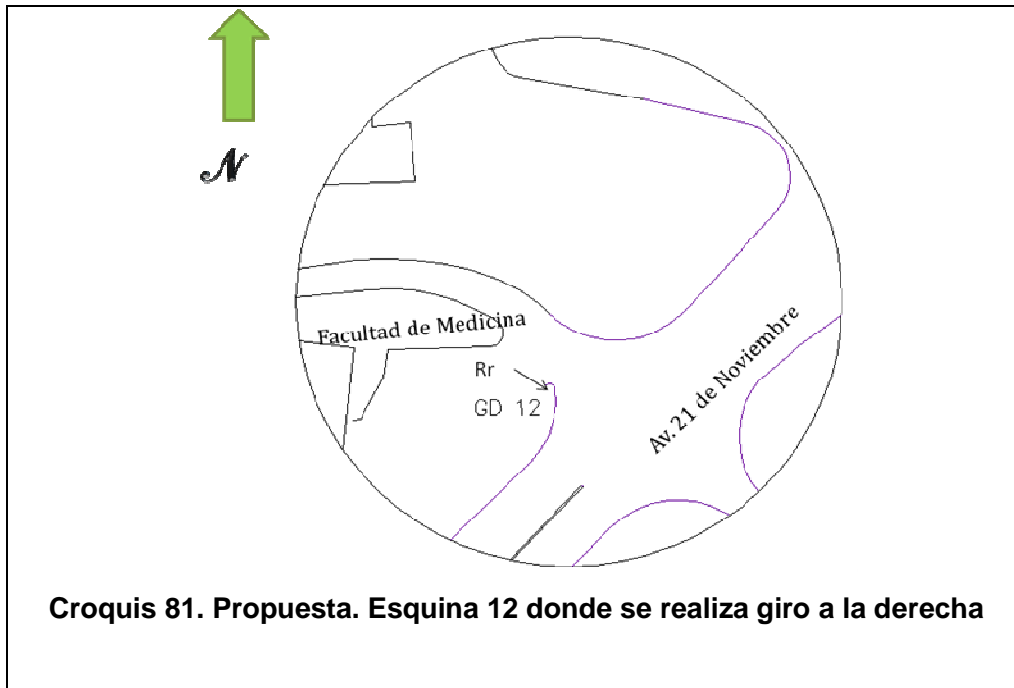 N
Facultad de Medicina
Rr
GD 12
Av. 21 de Noviembre
Croquis 81. Propuesta. Esquina 12 donde se realiza giro a la derecha